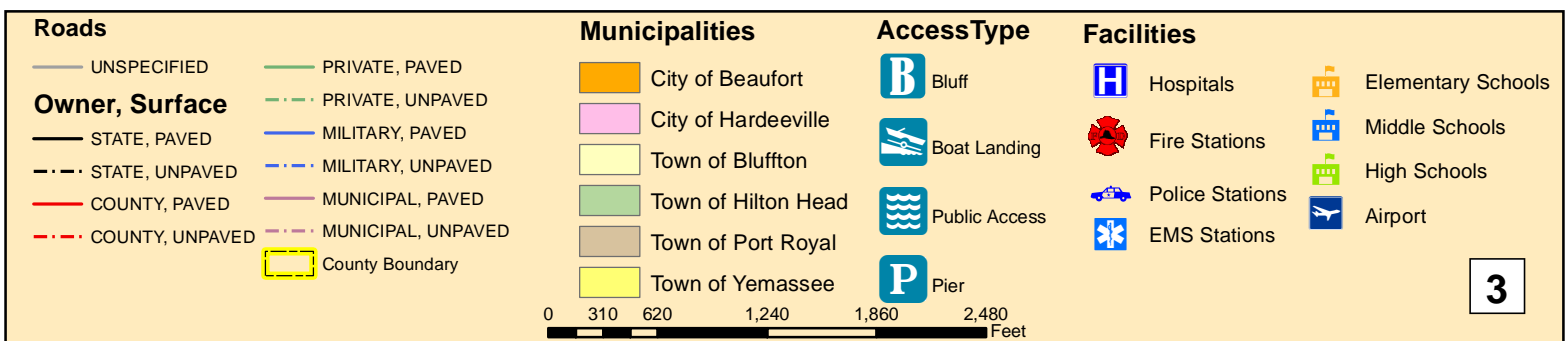 Roads
UNSPECIFIED
Owner, Surface
STATE, PAVED
STATE, UNPAVED
COUNTY, PAVED
COUNTY, UNPAVED
PRIVATE, PAVED
PRIVATE, UNPAVED
MILITARY, PAVED
MILITARY, UNPAVED
MUNICIPAL, PAVED
MUNICIPAL, UNPAVED
County Boundary
Municipalities
City of Beaufort
City of Hardeeville
Town of Bluffton
Town of Hilton Head
Town of Port Royal
Town of Yemassee
AccessType
B Bluff
Boat Landing
Public Access
P Pier
Facilities
H Hospitals
Fire Stations
Police Stations
EMS Stations
Elementary Schools
Middle Schools
High Schools
Airport
3
0 310 620 1,240 1,860 2,480
Feet